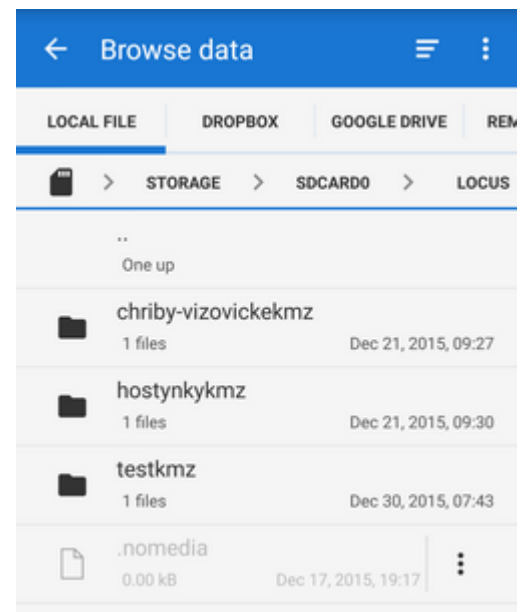 Browse data
LOCAL FILE DROPBOX GOOGLE DRIVE REM
STORAGE SDCARD0 LOCUS
..
One up
chriby-vizovickekmz
1 files Dec 21, 2015, 09:27
hostynkykmz
1 files Dec 21, 2015, 09:30
testkmz
1 files Dec 30, 2015, 07:43
.nomedia
0.00 kB Dec 17, 2015, 19:17